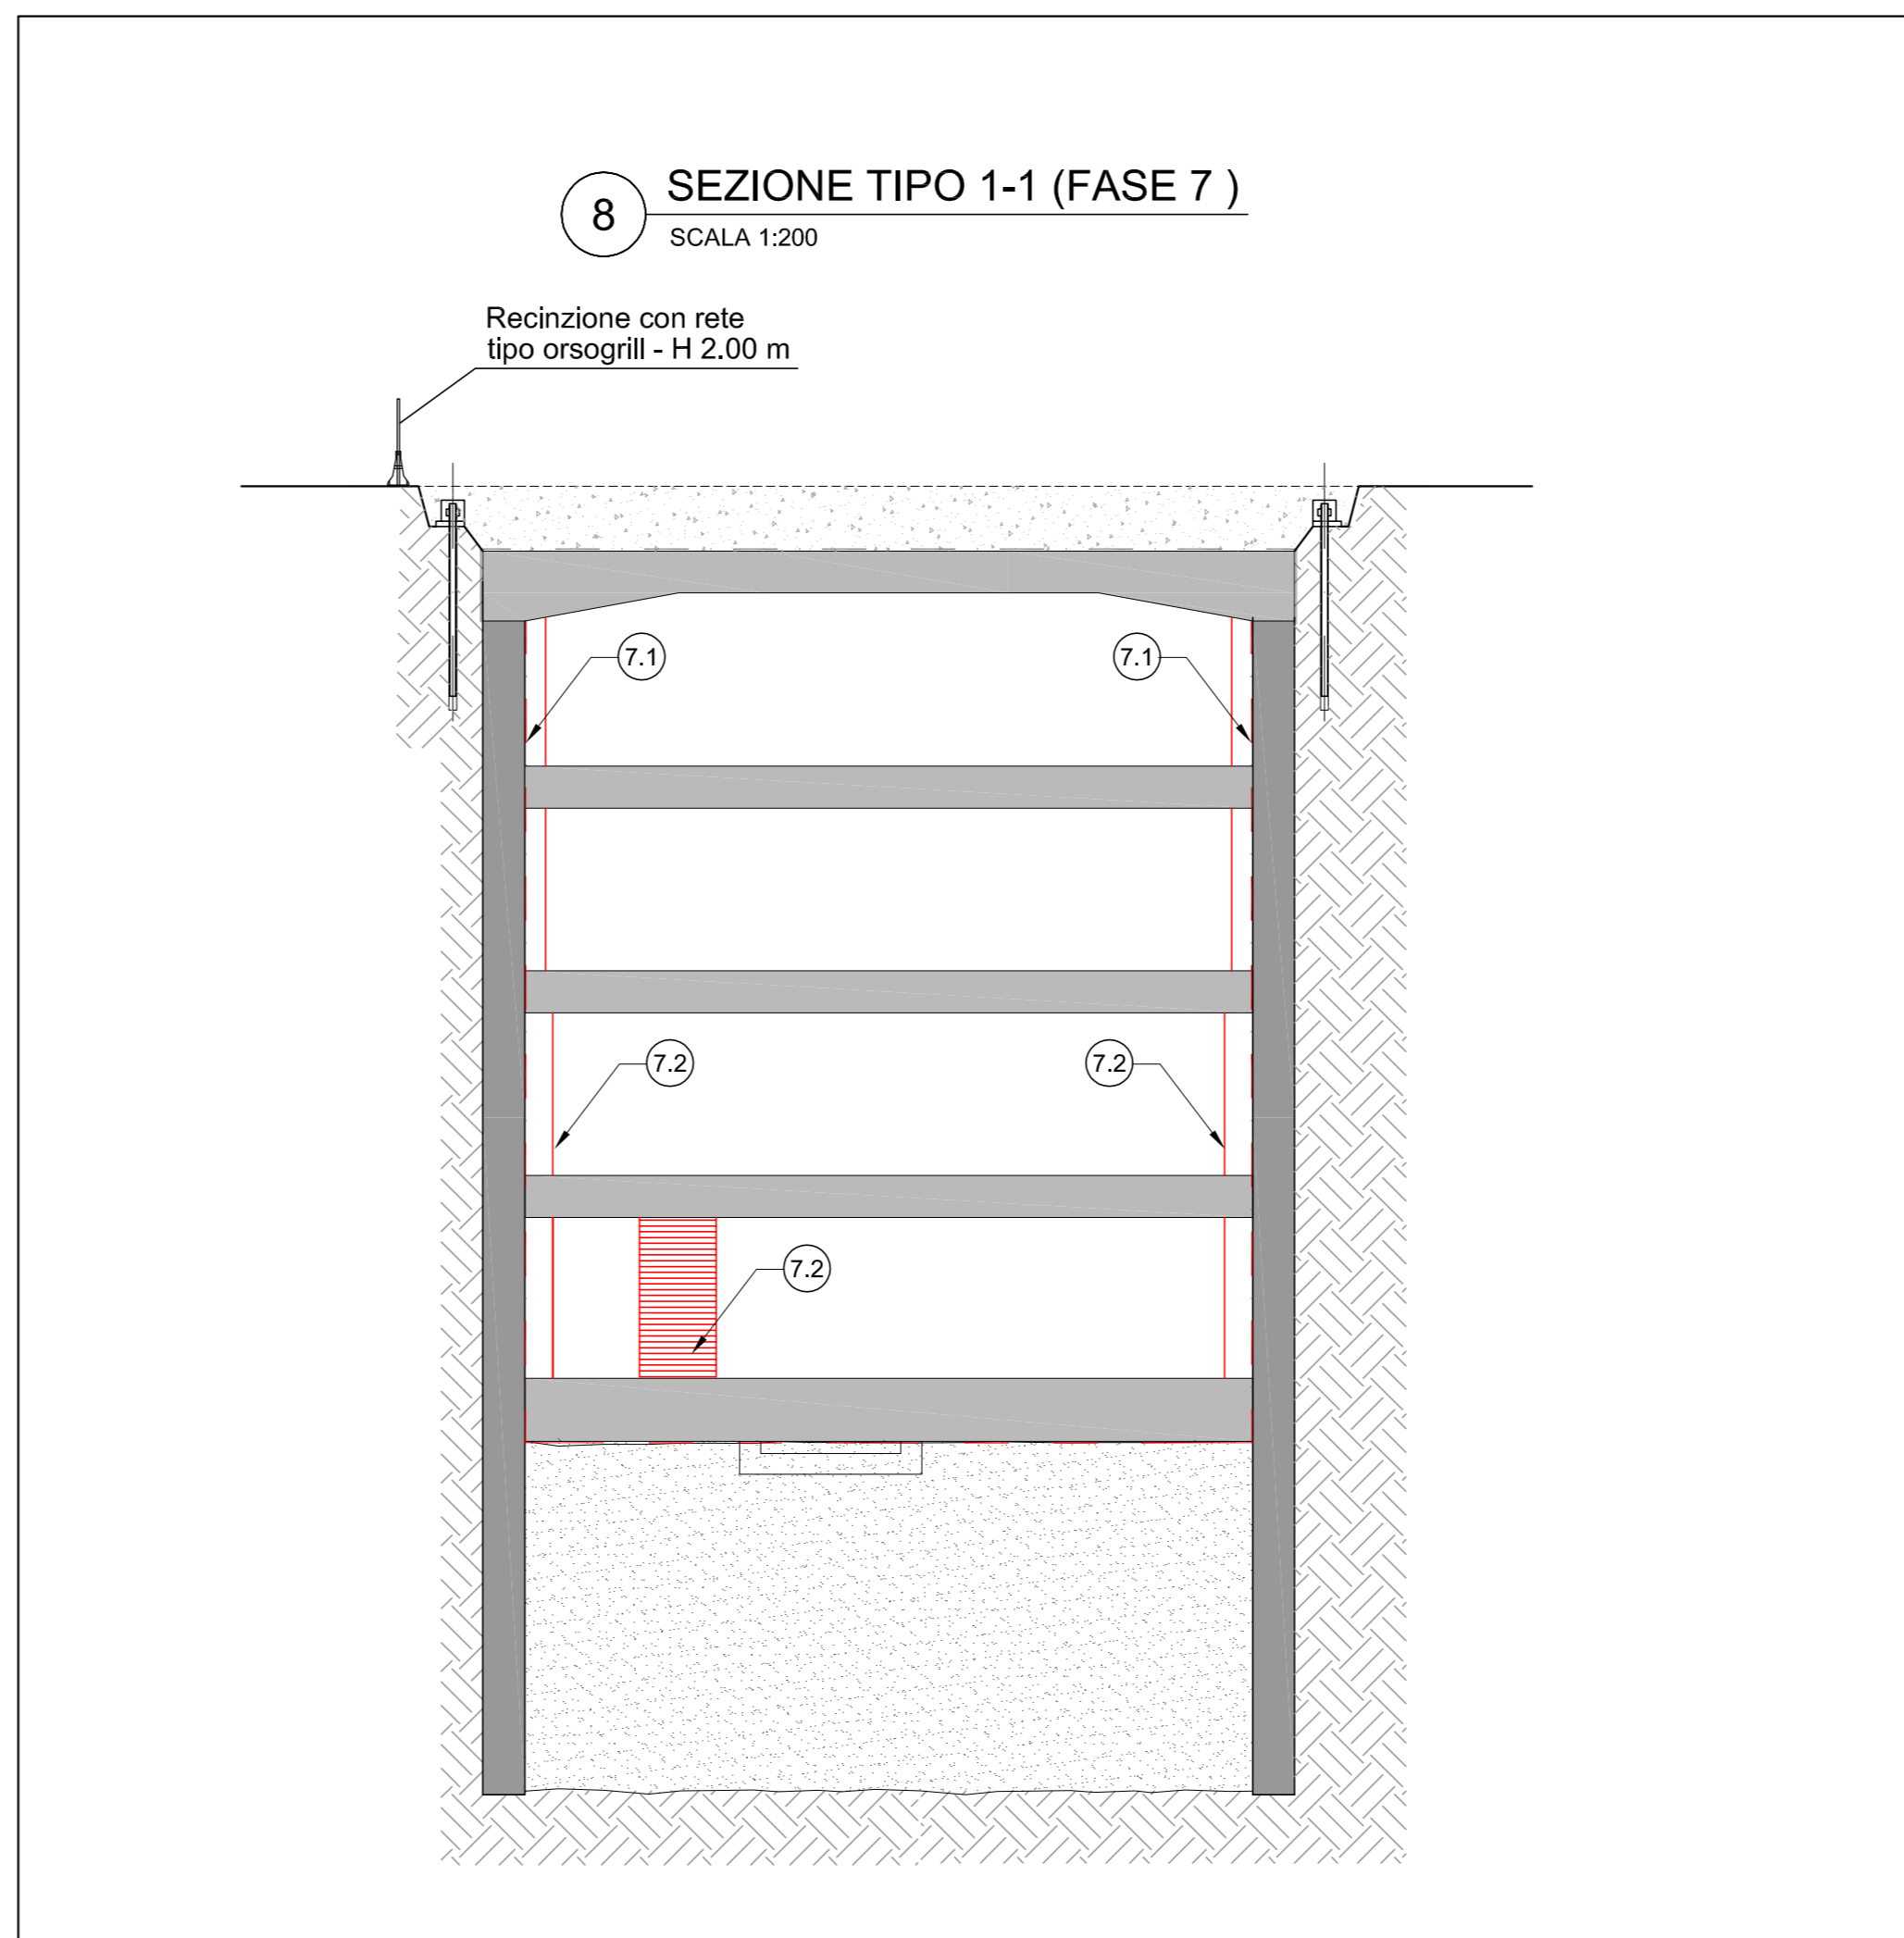 8
SEZIONE TIPO 1-1 (FASE 7 )
SCALA 1:200
Recinzione con rete
tipo orsogrill - H 2.00 m
7.1
7.1
7.2
7.2
7.2